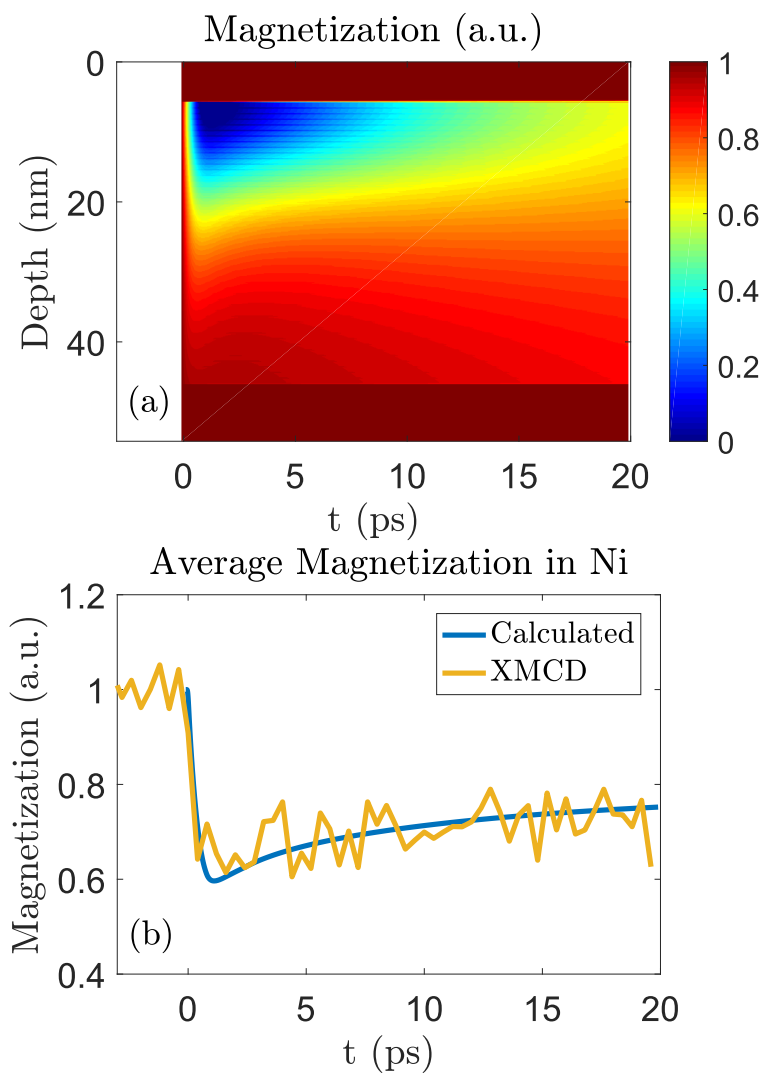 Magnetization (a.u.)
0
20
40
Depth (nm)
(a)
0
5
10
15
20
t (ps)
1
0.8
0.6
0.4
0.2
0
Average Magnetization in Ni
1.2
1
0.8
0.6
0.4
Magnetization (a.u.)
Calculated
XMCD
(b)
0
5
10
15
20
t (ps)